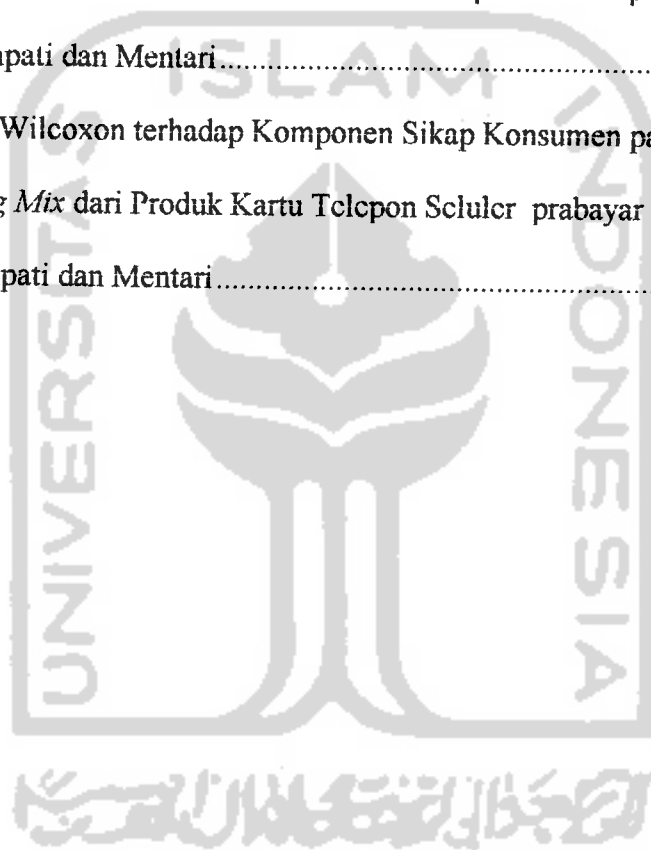 pati dan Mentari
Wilcoxon terhadap Komponen Sikap Konsumen pa
g Mix dari Produk Kartu Telepon Seluler prabayar
pati dan Mentari
ISLAM
UNIVERSITAS
INDONESIA